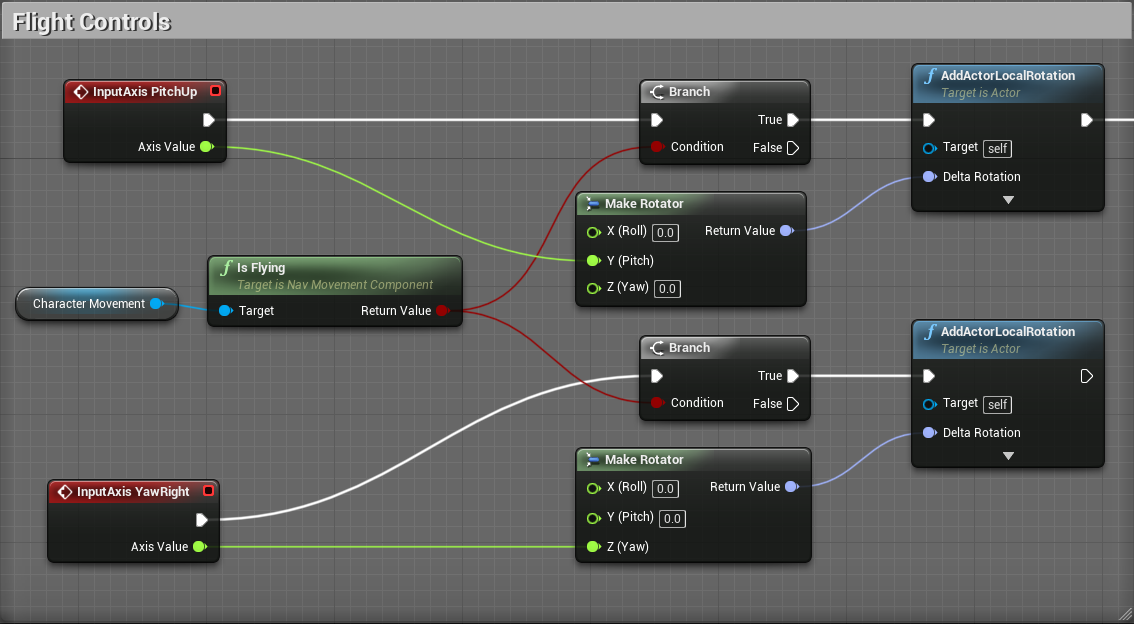 Flight Controls
InputAxis PitchUp
Axis Value
Branch
True
Condition
False
AddActorLocalRotation
Target is Actor
Target self
Delta Rotation
Make Rotator
X (Roll) 0.0
Return Value
Y (Pitch)
Z (Yaw) 0.0
Is Flying
Target is Nav Movement Component
Target
Return Value
Character Movement
Branch
True
Condition
False
AddActorLocalRotation
Target is Actor
Target self
Delta Rotation
Make Rotator
X (Roll) 0.0
Return Value
Y (Pitch) 0.0
Z (Yaw)
InputAxis YawRight
Axis Value